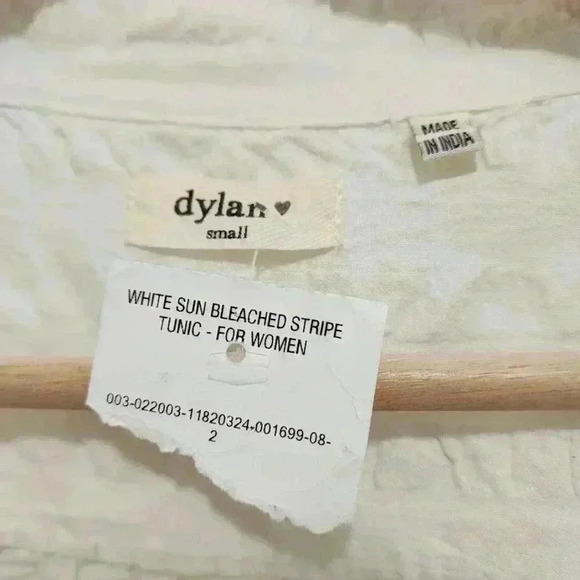 MADE
IN INDIA
dylan ♥
small
WHITE SUN BLEACHED STRIPE
TUNIC - FOR WOMEN
003-022003-11820324-001699-08-
2